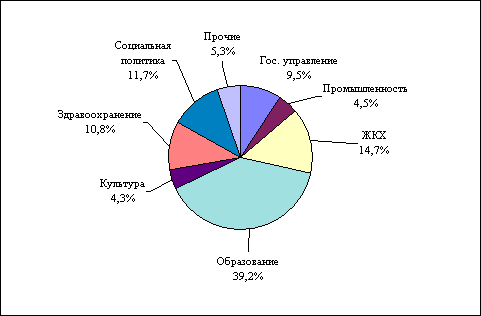 Прочие
5,3%
Гос. управление
9,5%
Промышленность
4,5%
ЖКХ
14,7%
Образование
39,2%
Культура
4,3%
Здравоохранение
10,8%
Социальная
политика
11,7%